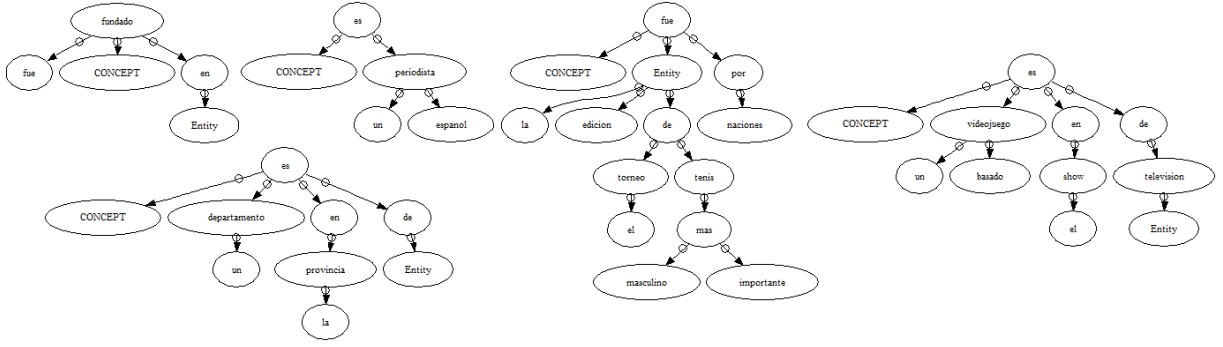 fundado
fue
CONCEPT
en
Entity
es
CONCEPT
periodista
un
espanol
fue
CONCEPT
Entity
por
la
edicion
de
naciones
torneo
tenis
el
mas
masculino
importante
es
CONCEPT
videojuego
en
de
un
basado
show
television
el
Entity
es
CONCEPT
departamento
en
de
un
provincia
Entity
la